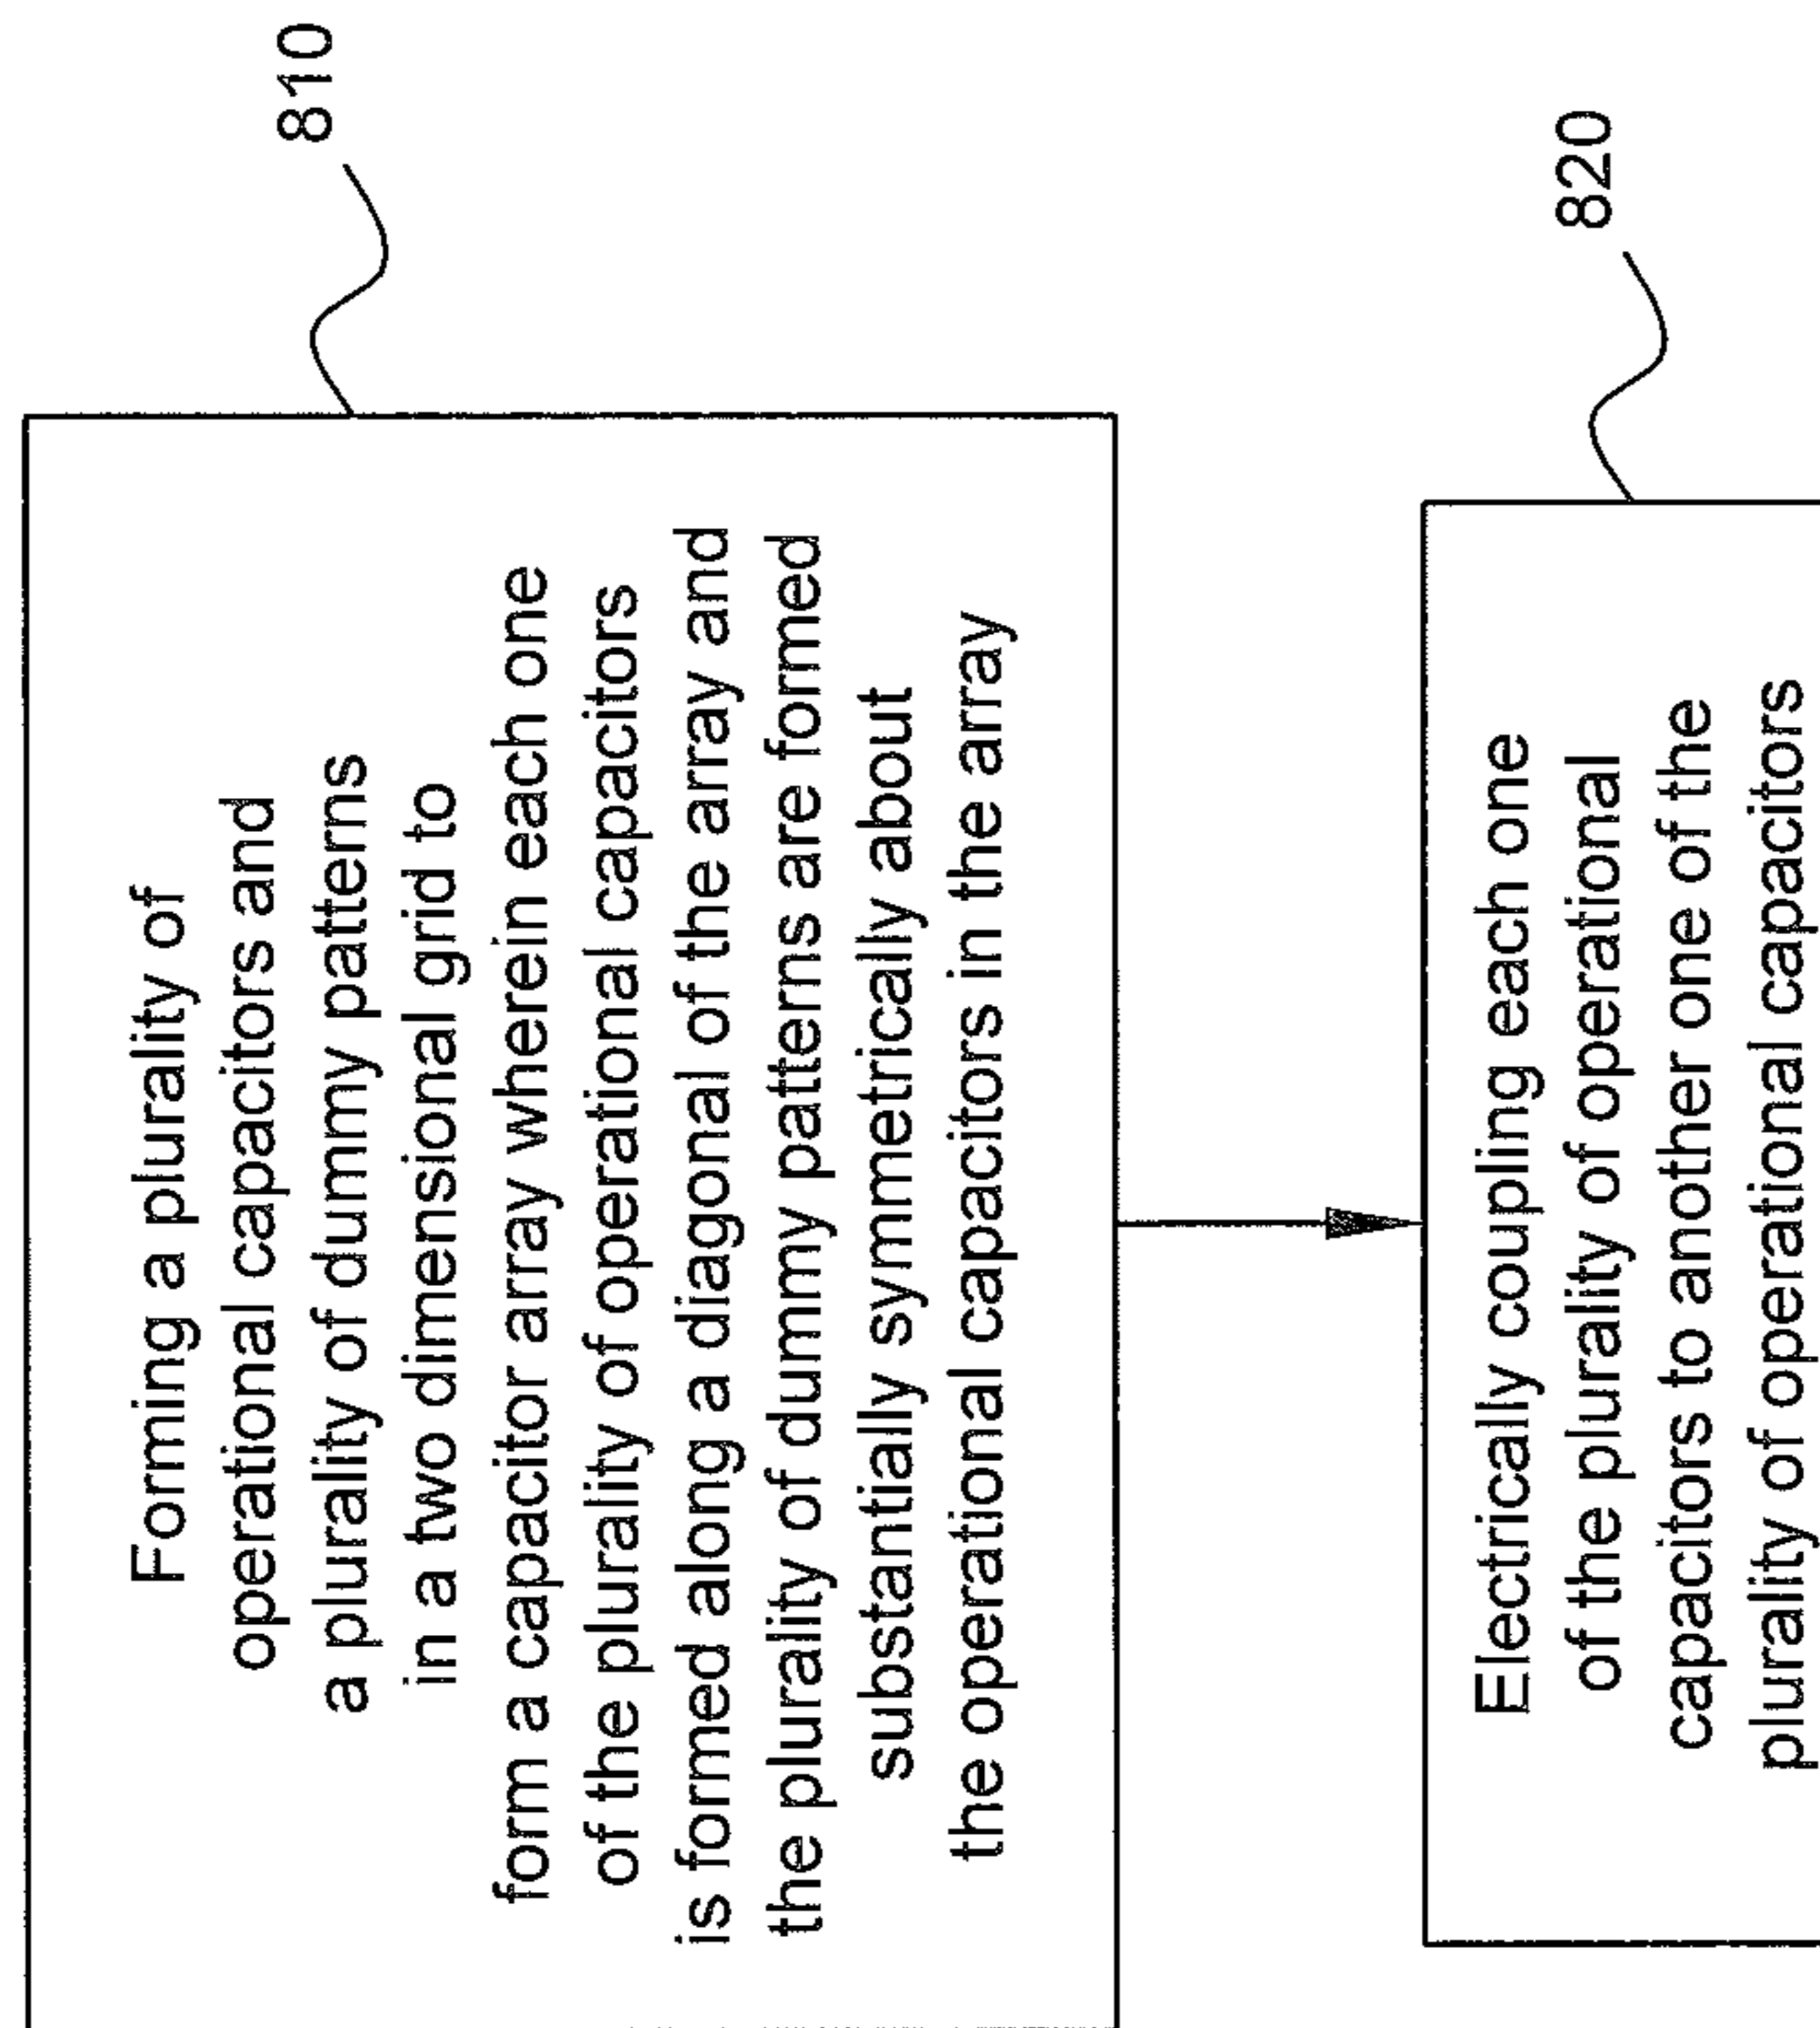 Forming a plurality of
operational capacitors and
a plurality of dummy patterns
in a two dimensional grid to
form a capacitor array wherein each one
of the plurality of operational capacitors
is formed along a diagonal of the array and
the plurality of dummy patterns are formed
substantially symmetrically about
the operational capacitors in the array
810
Electrically coupling each one
of the plurality of operational
capacitors to another one of the
plurality of operational capacitors
820